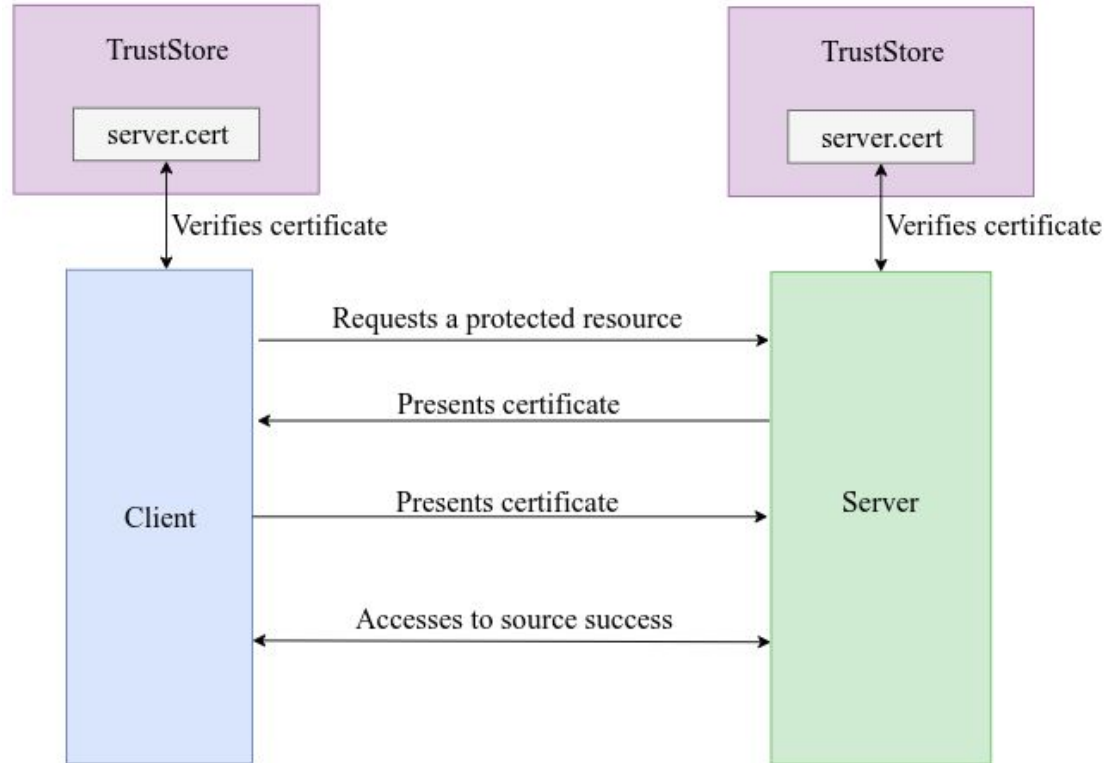 TrustStore
TrustStore
server.cert
server.cert
Verifies certificate
Verifies certificate
Requests a protected resource
Presents certificate
Presents certificate
Client
Server
Accesses to source success